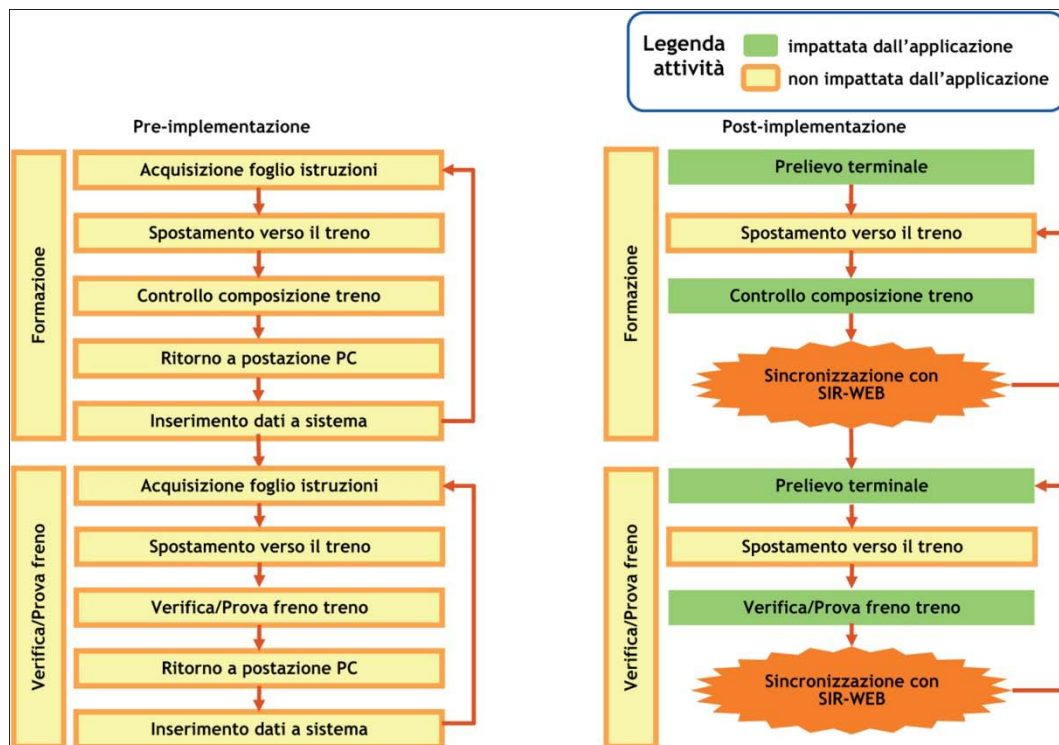 Legenda
attività
impattata dall'applicazione
non impattata dall'applicazione
Pre-implementazione
Formazione
Acquisizione foglio istruzioni
Spostamento verso il treno
Controllo composizione treno
Ritorno a postazione PC
Inserimento dati a sistema
Verifica/Prova freno
Acquisizione foglio istruzioni
Spostamento verso il treno
Verifica/Prova freno treno
Ritorno a postazione PC
Inserimento dati a sistema
Post-implementazione
Formazione
Prelievo terminale
Spostamento verso il treno
Controllo composizione treno
Sincronizzazione con
SIR-WEB
Verifica/Prova freno
Prelievo terminale
Spostamento verso il treno
Verifica/Prova freno treno
Sincronizzazione con
SIR-WEB